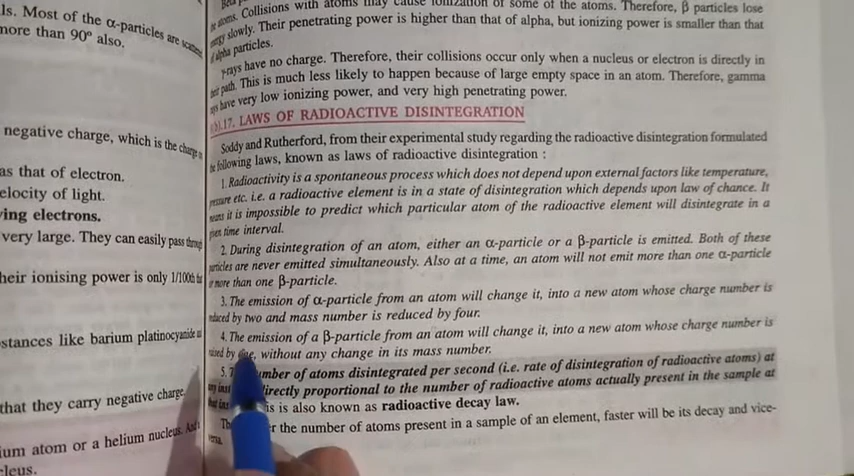 ls. Most of the α-particles are
more than 90° also.
negative charge, which is the charge
as that of electron.
elocity of light.
ving electrons.
very large. They can easily pass through
heir ionising power is only 1/100th
stances like barium platinocyanide
that they carry negative charge.
ium atom or a helium nucleus. And
cleus.
atoms. Collisions with atoms may cause ionization of some of the atoms. Therefore, β particles lose
slowly. Their penetrating power is higher than that of alpha, but ionizing power is smaller than that
alpha particles.
γ-rays have no charge. Therefore, their collisions occur only when a nucleus or electron is directly in
path. This is much less likely to happen because of large empty space in an atom. Therefore, gamma
have very low ionizing power, and very high penetrating power.
.17. LAWS OF RADIOACTIVE DISINTEGRATION
Soddy and Rutherford, from their experimental study regarding the radioactive disintegration formulated
following laws, known as laws of radioactive disintegration :
1. Radioactivity is a spontaneous process which does not depend upon external factors like temperature,
pressure etc. i.e. a radioactive element is in a state of disintegration which depends upon law of chance. It
means it is impossible to predict which particular atom of the radioactive element will disintegrate in a
given time interval.
2. During disintegration of an atom, either an α-particle or a β-particle is emitted. Both of these
particles are never emitted simultaneously. Also at a time, an atom will not emit more than one α-particle
or more than one β-particle.
3. The emission of α-particle from an atom will change it, into a new atom whose charge number is
reduced by two and mass number is reduced by four.
4. The emission of a β-particle from an atom will change it, into a new atom whose charge number is
raised by one, without any change in its mass number.
5. umber of atoms disintegrated per second (i.e. rate of disintegration of radioactive atoms) at
any directly proportional to the number of radioactive atoms actually present in the sample at
that is is also known as radioactive decay law.
r the number of atoms present in a sample of an element, faster will be its decay and vice-
versa.